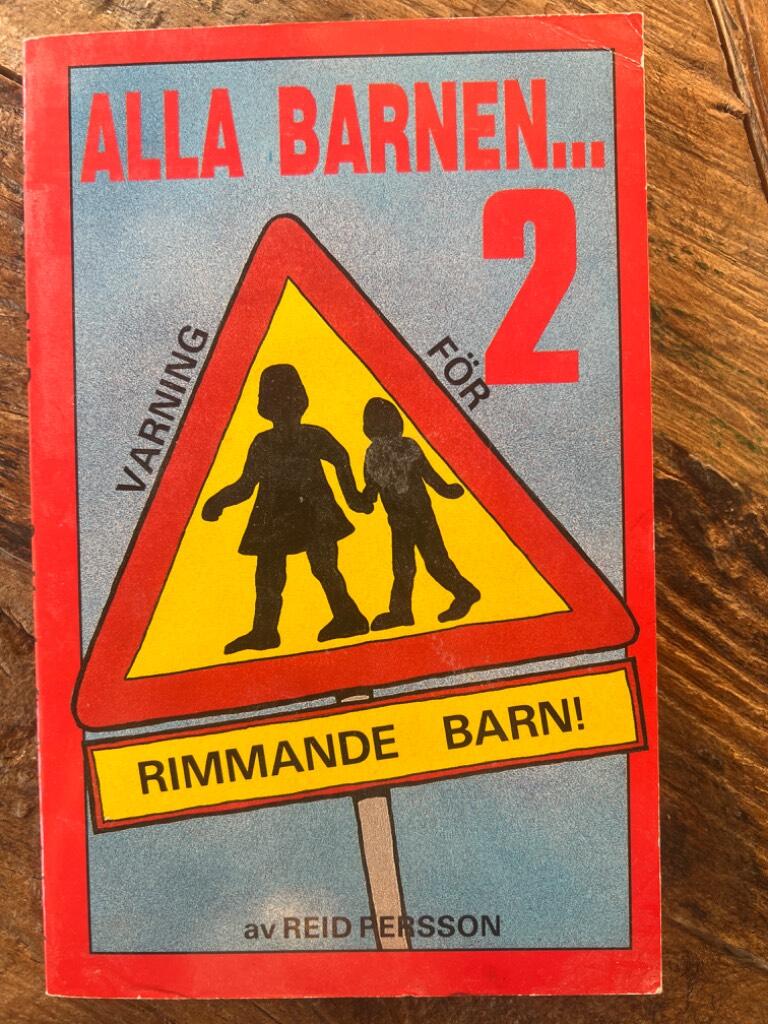 ALLA BARNEN...
2
VARNING
FÖR
RIMMANDE BARN!
av REID PERSSON